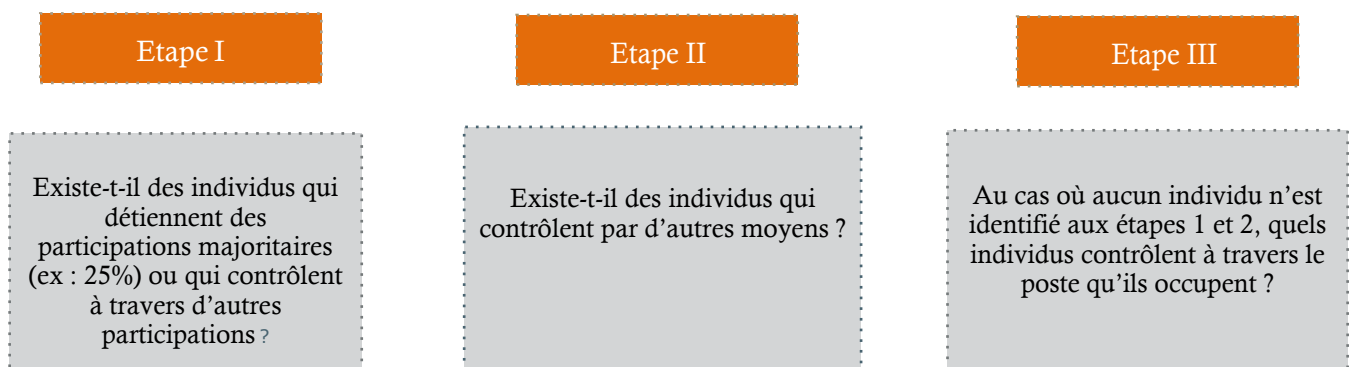 Etape I
Existe-t-il des individus qui
détiennent des
participations majoritaires
(ex : 25%) ou qui contrôlent
à travers d’autres
participations ?
Etape II
Existe-t-il des individus qui
contrôlent par d’autres moyens ?
Etape III
Au cas où aucun individu n’est
identifié aux étapes 1 et 2, quels
individus contrôlent à travers le
poste qu’ils occupent ?